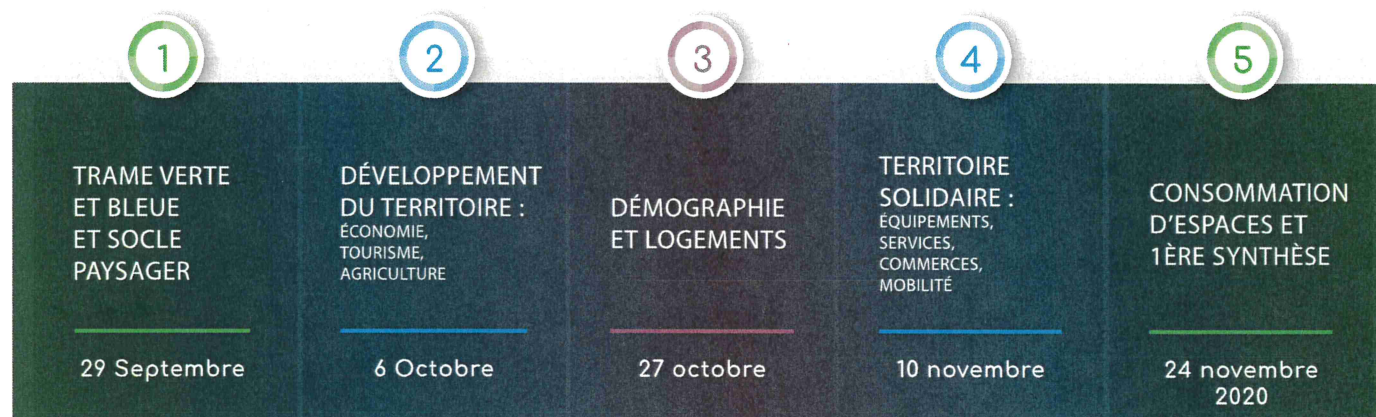 1
TRAME VERTE
ET BLEUE
ET SOCLE
PAYSAGER
29 Septembre
2
DÉVELOPPEMENT
DU TERRITOIRE :
ÉCONOMIE,
TOURISME,
AGRICULTURE
6 Octobre
3
DÉMOGRAPHIE
ET LOGEMENTS
27 octobre
4
TERRITOIRE
SOLIDAIRE :
ÉQUIPEMENTS,
SERVICES,
COMMERCES,
MOBILITÉ
10 novembre
5
CONSOMMATION
D'ESPACES ET
1ÈRE SYNTHÈSE
24 novembre
2020